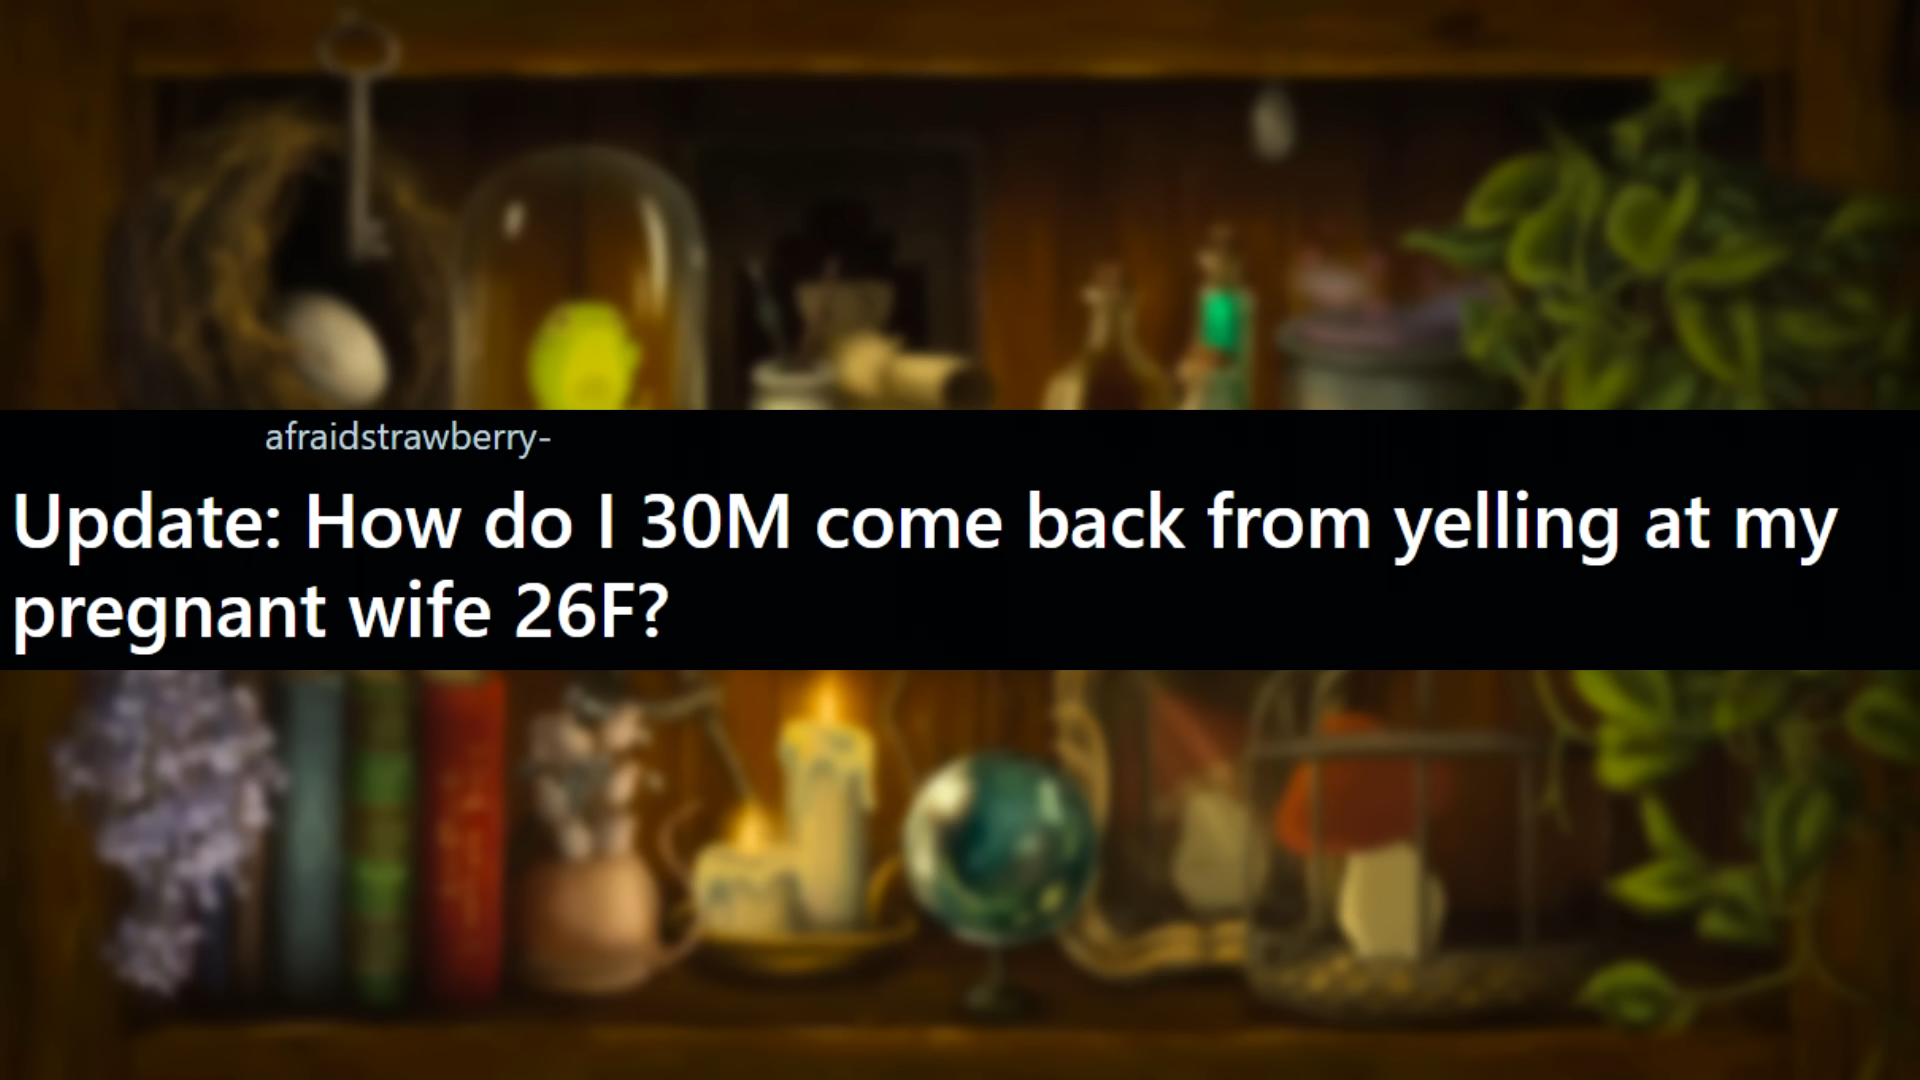 afraidstrawberry-
Update: How do I 30M come back from yelling at my
pregnant wife 26F?